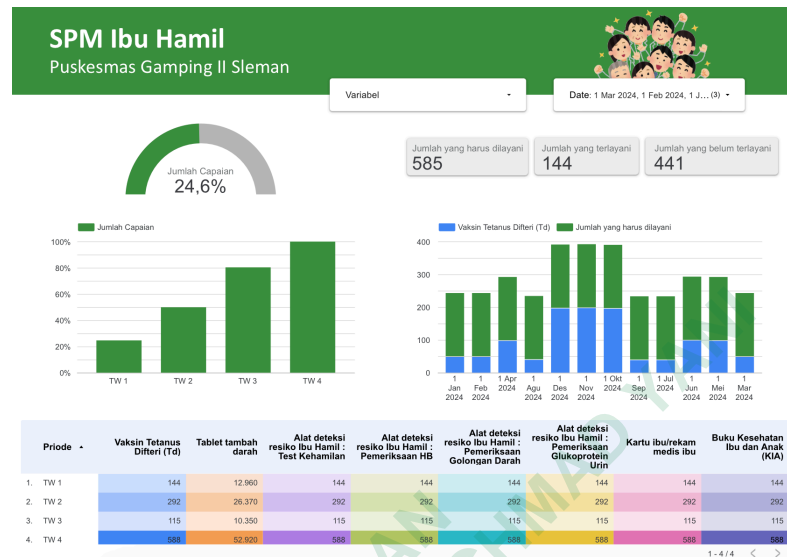 SPM Ibu Hamil
Puskesmas Gamping II Sleman
Variabel
Date: 1 Mar 2024, 1 Feb 2024, 1 J... (3)
Jumlah Capaian
24,6%
Jumlah yang harus dilayani
585
Jumlah yang terlayani
144
Jumlah yang belum terlayani
441
Jumlah Capaian
100%
80%
60%
40%
20%
0%
TW 1 TW 2 TW 3 TW 4
Vaksin Tetanus Difteri (Td) Jumlah yang harus dilayani
400
300
200
100
0
1 Jan 2024
1 Feb 2024
1 Apr 2024
1 Agu 2024
1 Des 2024
1 Nov 2024
1 Okt 2024
1 Sep 2024
1 Jul 2024
1 Jun 2024
1 Mei 2024
1 Mar 2024
Priode
Vaksin Tetanus Difteri (Td)
Tablet tambah darah
Alat deteksi resiko Ibu Hamil : Test Kehamilan
Alat deteksi resiko Ibu Hamil : Pemeriksaan HB
Alat deteksi resiko Ibu Hamil : Pemeriksaan Golongan Darah
Alat deteksi resiko Ibu Hamil : Pemeriksaan Glukoprotein Urin
Kartu ibu/rekam medis ibu
Buku Kesehatan Ibu dan Anak (KIA)
1. TW 1 144 12.960 144 144 144 144 144 144
2. TW 2 292 26.370 292 292 292 292 292 292
3. TW 3 115 10.350 115 115 115 115 115 115
4. TW 4 588 52.920 588 588 588 588 588 588
1 - 4 / 4